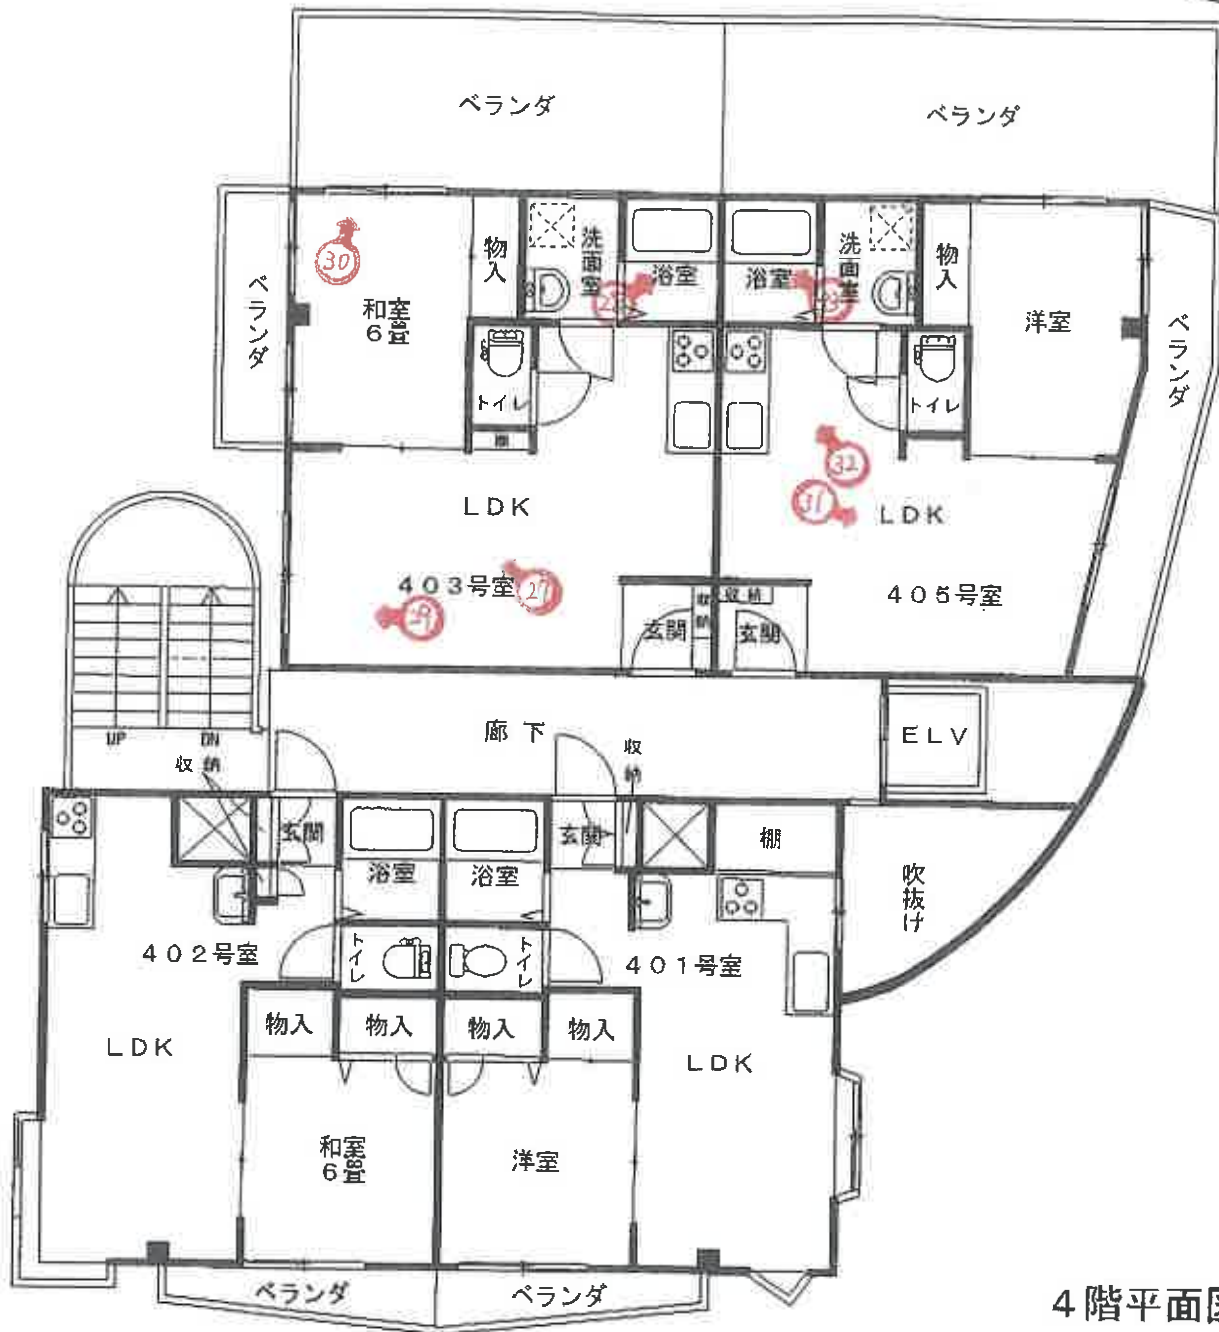 ベランダ
ベランダ
30
物入
洗面室
浴室
浴室
洗面室
物入
ベランダ
和室
6畳
洋室
ベランダ
トイレ
トイレ
32
LDK
31
LDK
403号室
27
収納
収納
405号室
29
玄関
玄関
廊下
ELV
UP
DN
収納
収納
玄関
浴室
浴室
玄関
棚
吹抜け
402号室
トイレ
トイレ
401号室
物入
物入
物入
物入
LDK
LDK
和室
6畳
洋室
ベランダ
ベランダ
4階平面図